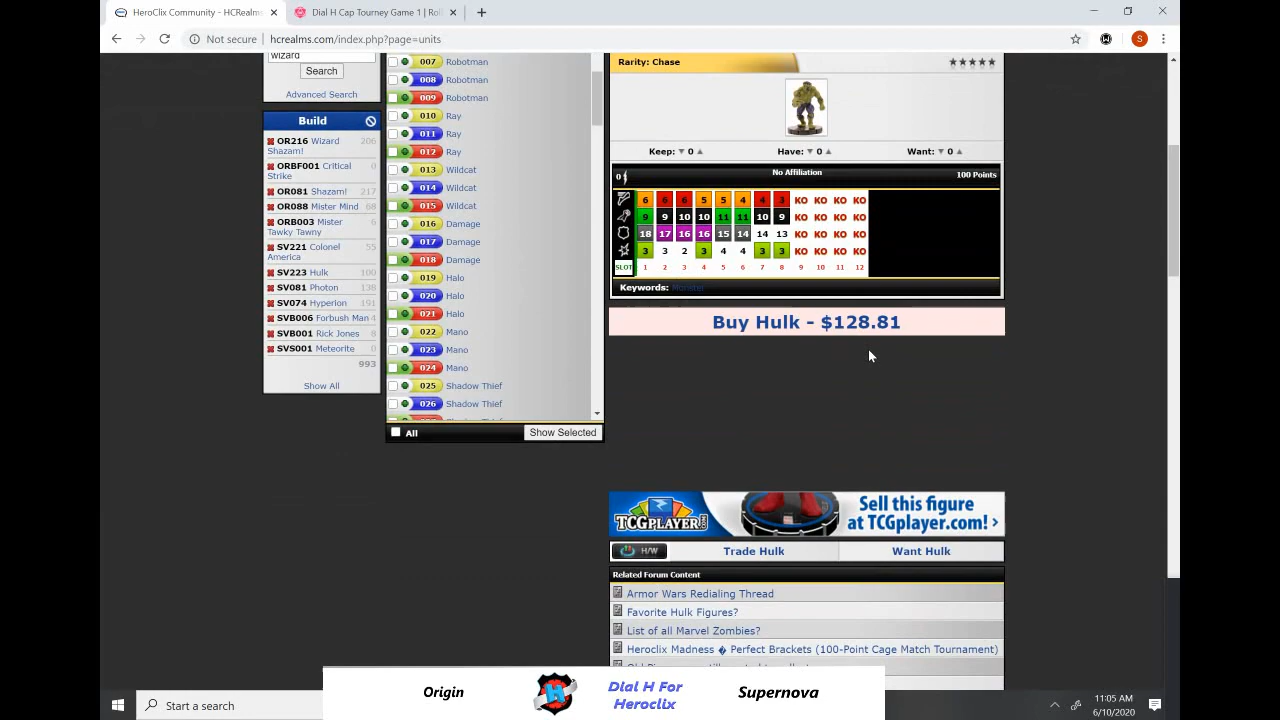 HeroClix Community - HCRealms
Dial H Cap Tourney Game 1 | Roll
Not secure | hcrealms.com/index.php?page=units
S
wizard
Search
Advanced Search
Build
OR216 Wizard Shazam! 206
ORBF001 Critical Strike 0
OR081 Shazam! 217
OR088 Mister Mind 68
ORB003 Mister Tawky Tawny 6
SV221 Colonel America 55
SV223 Hulk 100
SV081 Photon 138
SV074 Hyperion 191
SVB006 Forbush Man 4
SVB001 Rick Jones 8
SVS001 Meteorite 0
993
Show All
007 Robotman
008 Robotman
009 Robotman
010 Ray
011 Ray
012 Ray
013 Wildcat
014 Wildcat
015 Wildcat
016 Damage
017 Damage
018 Damage
019 Halo
020 Halo
021 Halo
022 Mano
023 Mano
024 Mano
025 Shadow Thief
026 Shadow Thief
All
Show Selected
Rarity: Chase
Keep: 0 Have: 0 Want: 0
0 No Affiliation 100 Points
6 6 6 5 5 4 4 3 KO KO KO KO
9 9 10 10 11 11 10 9 KO KO KO KO
18 17 16 16 15 14 14 13 KO KO KO KO
3 3 2 3 4 4 3 3 KO KO KO KO
SLOT 1 2 3 4 5 6 7 8 9 10 11 12
Keywords: Monster
Buy Hulk - $128.81
TCGPLAYER.COM
Sell this figure
at TCGplayer.com! ›
H/W
Trade Hulk
Want Hulk
Related Forum Content
Armor Wars Redialing Thread
Favorite Hulk Figures?
List of all Marvel Zombies?
Heroclix Madness � Perfect Brackets (100-Point Cage Match Tournament)
Origin
H
Dial H For
Heroclix
Supernova
Start a search
11:05 AM
6/10/2020